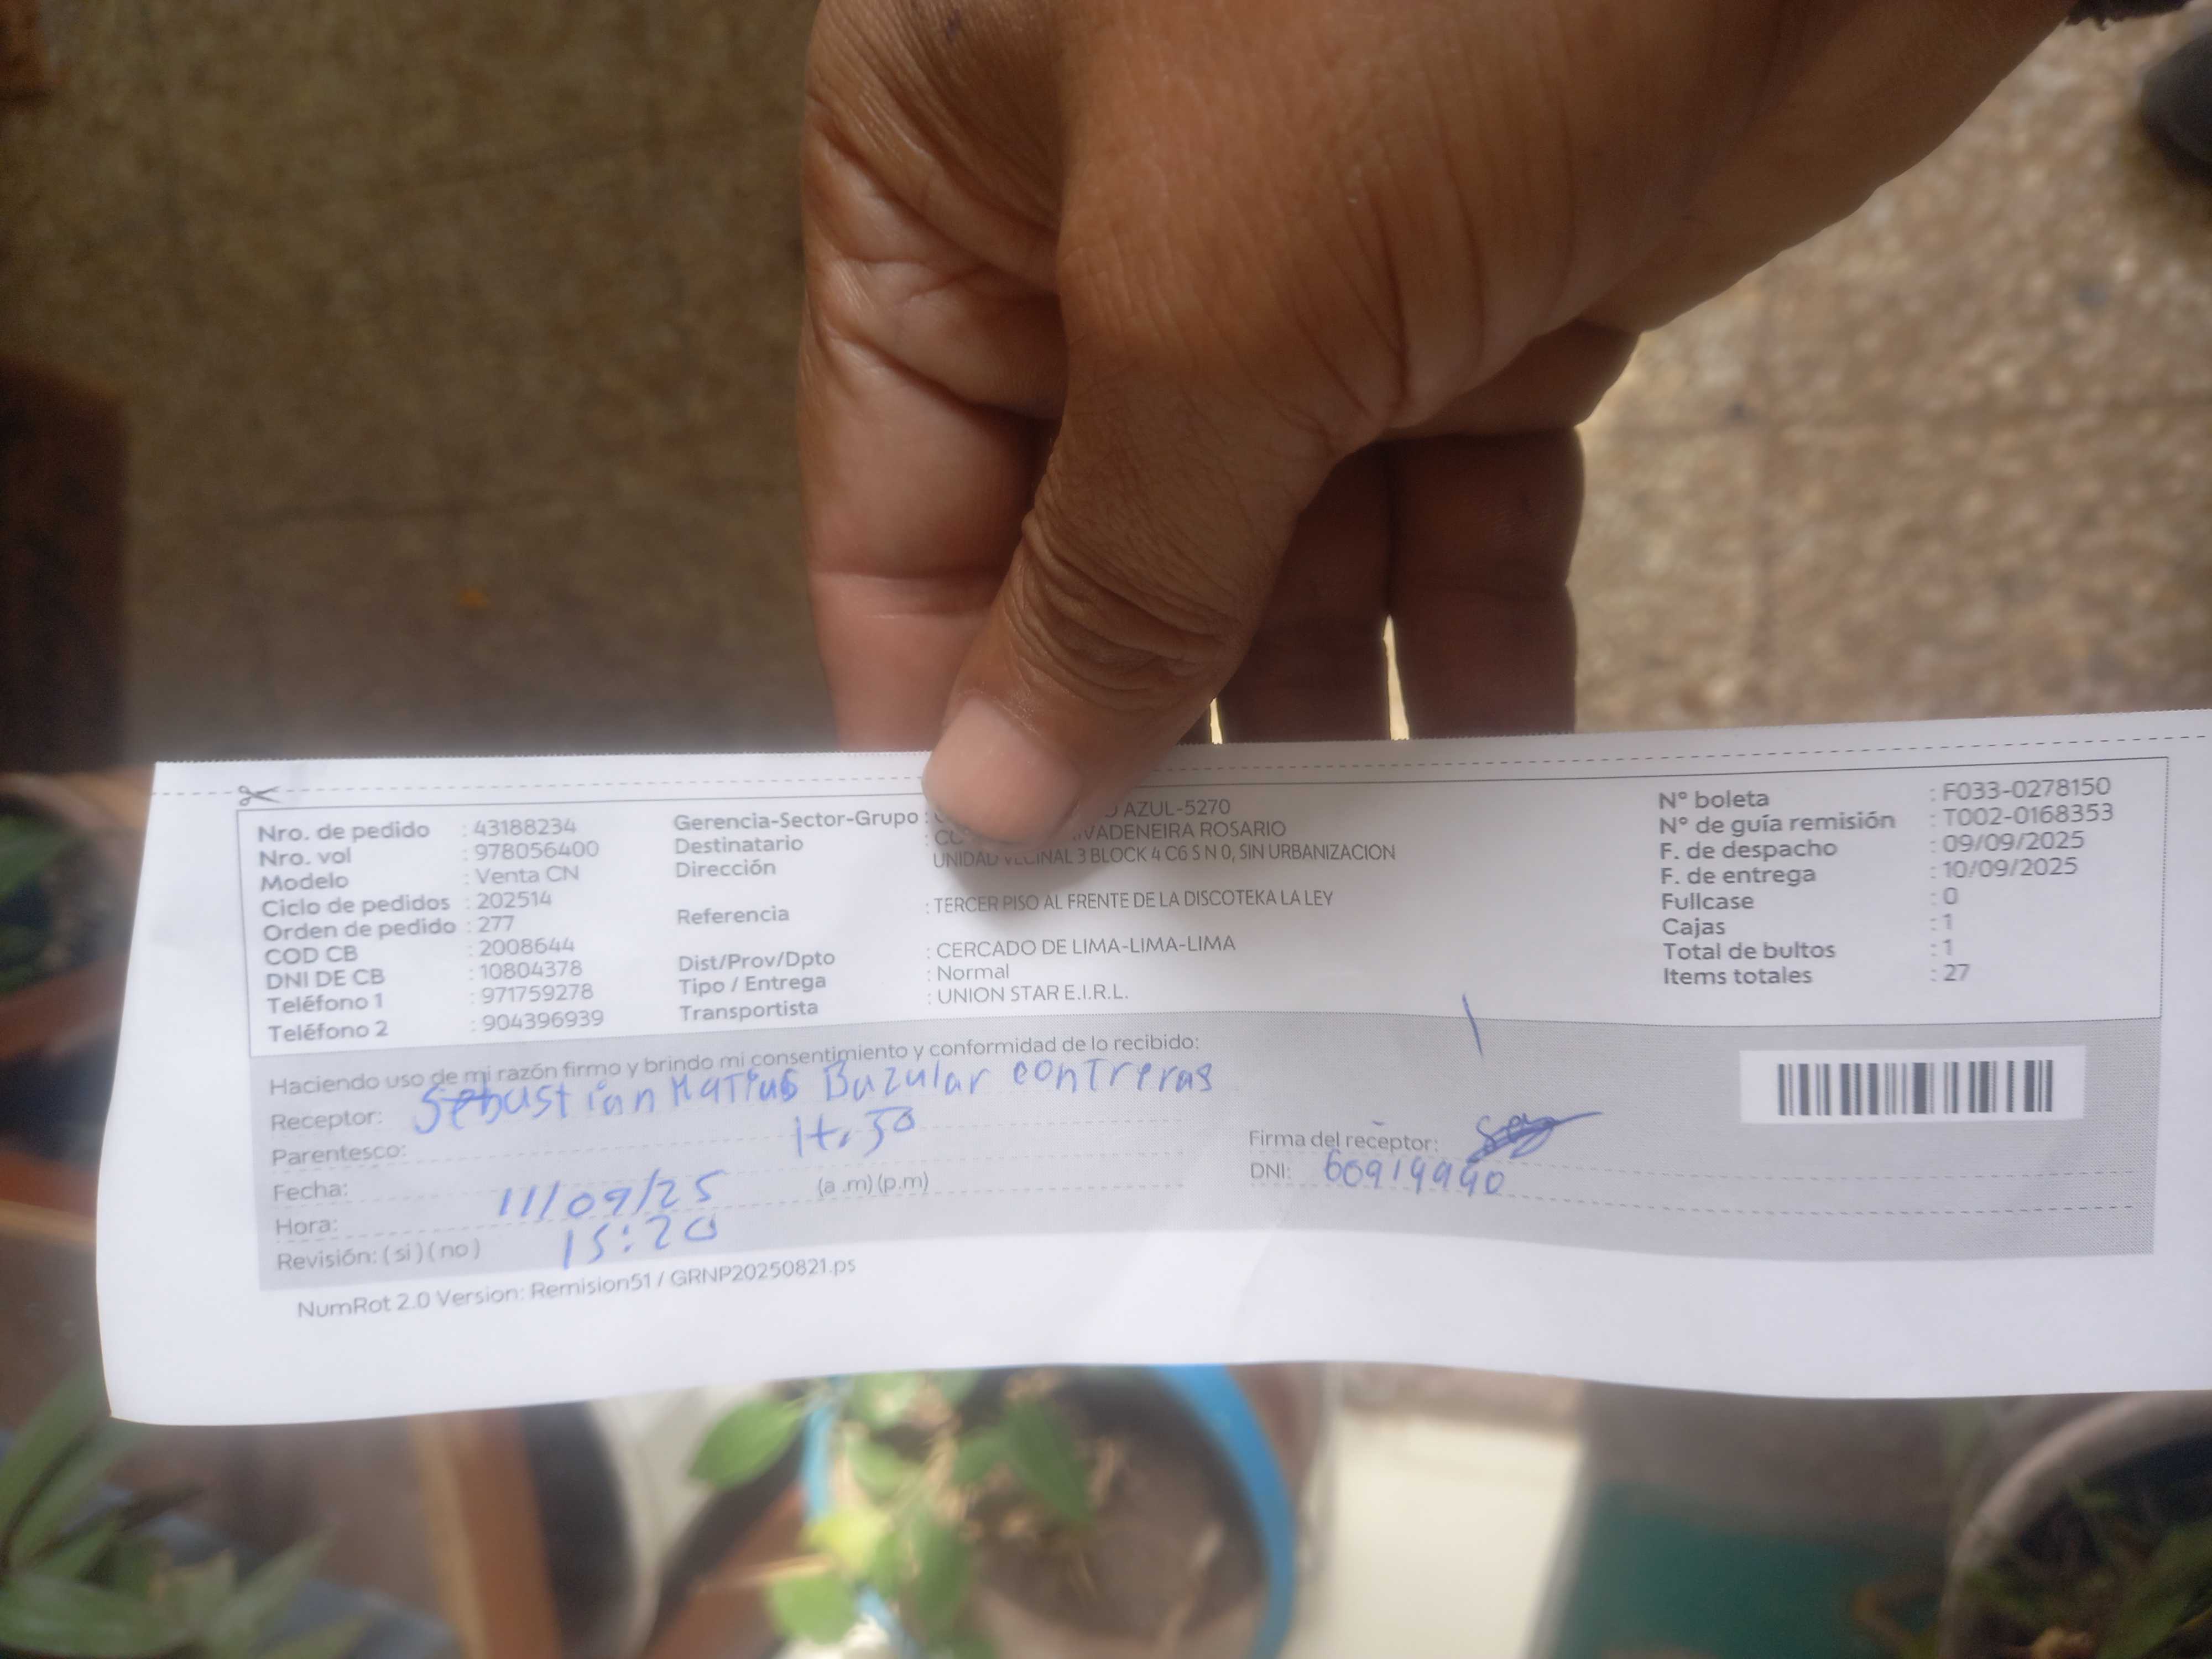 Nro. de pedido : 43188234
Nro. vol : 978056400
Modelo : Venta CN
Ciclo de pedidos : 202514
Orden de pedido : 277
COD CB : 2008644
DNI DE CB : 10804378
Teléfono 1 : 971759278
Teléfono 2 : 904396939
Gerencia-Sector-Grupo : AZUL-5270
Destinatario : ROSARIO
Dirección UNIDAD VECINAL 3 BLOCK 4 C6 S N 0, SIN URBANIZACION
Referencia : TERCER PISO AL FRENTE DE LA DISCOTEKA LA LEY
Dist/Prov/Dpto : CERCADO DE LIMA-LIMA-LIMA
Tipo / Entrega : Normal
Transportista : UNION STAR E.I.R.L.
N° boleta : F033-0278150
N° de guía remisión : T002-0168353
F. de despacho : 09/09/2025
F. de entrega : 10/09/2025
Fullcase : 0
Cajas : 1
Total de bultos : 1
Items totales : 27
Haciendo uso de mi razón firmo y brindo mi consentimiento y conformidad de lo recibido:
Receptor: Sebustian Matius Buzular contreras
Parentesco:
Fecha: 11/09/25 (a .m) (p.m)
Hora: 15:20
Revisión: ( si ) ( no )
Firma del receptor:
DNI: 60919990
NumRot 2.0 Version: Remision51 / GRNP20250821.ps